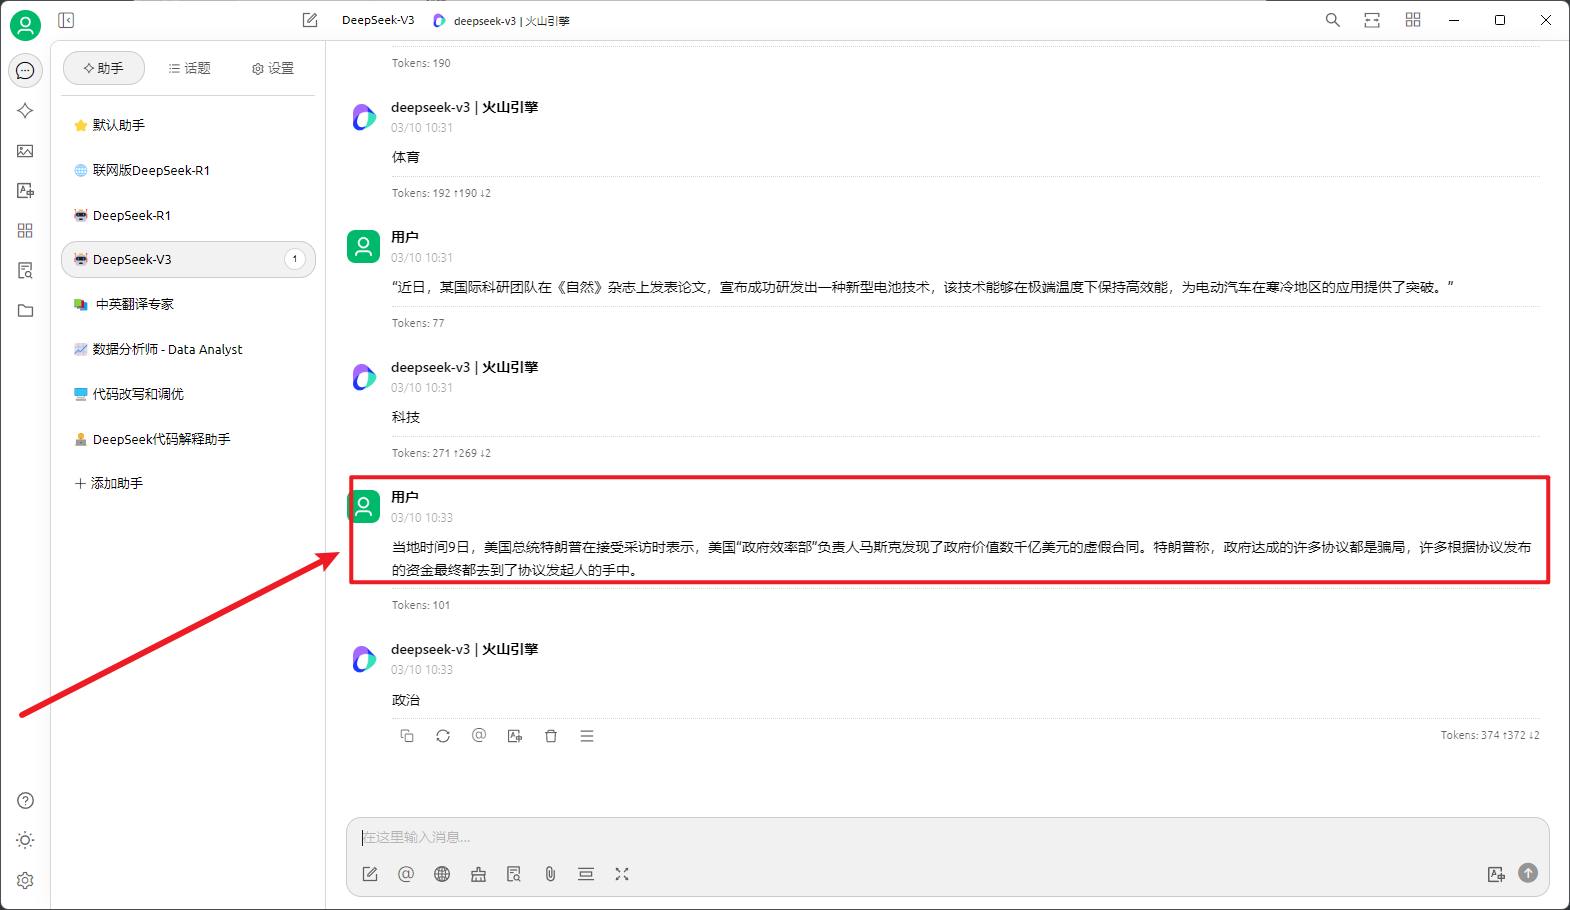 DeepSeek-V3
deepseek-v3 | 火山引擎
助手
话题
设置
默认助手
联网版DeepSeek-R1
DeepSeek-R1
DeepSeek-V3
1
中英翻译专家
数据分析师 - Data Analyst
代码改写和调优
DeepSeek代码解释助手
添加助手
Tokens: 190
deepseek-v3 | 火山引擎
03/10 10:31
体育
Tokens: 192 ↑190 ↓2
用户
03/10 10:31
“近日，某国际科研团队在《自然》杂志上发表论文，宣布成功研发出一种新型电池技术，该技术能够在极端温度下保持高效能，为电动汽车在寒冷地区的应用提供了突破。”
Tokens: 77
deepseek-v3 | 火山引擎
03/10 10:31
科技
Tokens: 271 ↑269 ↓2
用户
03/10 10:33
当地时间9日，美国总统特朗普在接受采访时表示，美国“政府效率部”负责人马斯克发现了政府价值数千亿美元的虚假合同。特朗普称，政府达成的许多协议都是骗局，许多根据协议发布
的资金最终都去到了协议发起人的手中。
Tokens: 101
deepseek-v3 | 火山引擎
03/10 10:33
政治
Tokens: 374 ↑372 ↓2
在这里输入消息...